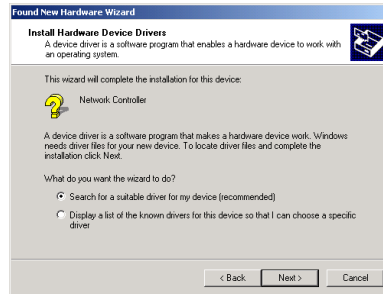 Found New Hardware Wizard
Install Hardware Device Drivers
A device driver is a software program that enables a hardware device to work with
an operating system.
This wizard will complete the installation for this device:
Network Controller
A device driver is a software program that makes a hardware device work. Windows
needs driver files for your new device. To locate driver files and complete the
installation click Next.
What do you want the wizard to do?
Search for a suitable driver for my device (recommended)
Display a list of the known drivers for this device so that I can choose a specific
driver
< Back Next > Cancel